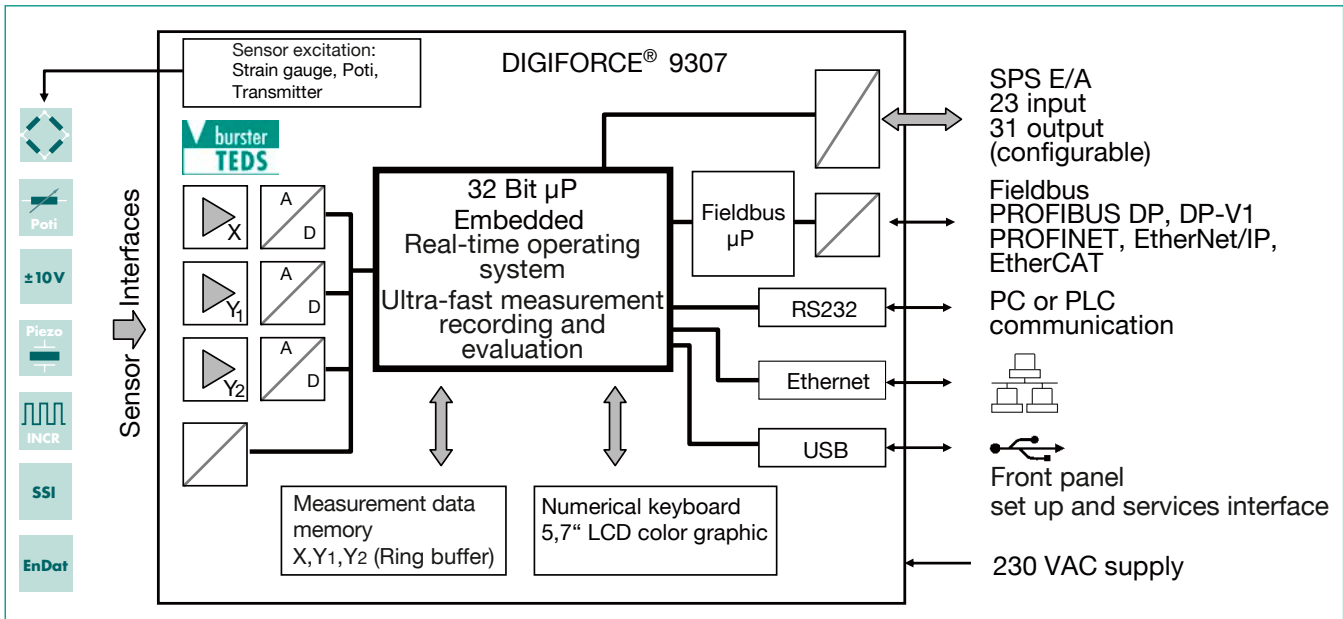 Sensor excitation:
Strain gauge, Poti,
Transmitter
DIGIFORCE® 9307
burster
TEDS
Poti
±10V
Piezo
INCR
SSI
EnDat
Sensor Interfaces
X
A
D
Y1
A
D
Y2
A
D
32 Bit µP
Embedded
Real-time operating
system
Ultra-fast measurement
recording and
evaluation
Fieldbus
µP
RS232
Ethernet
USB
Measurement data
memory
X,Y1,Y2 (Ring buffer)
Numerical keyboard
5,7“ LCD color graphic
SPS E/A
23 input
31 output
(configurable)
Fieldbus
PROFIBUS DP, DP-V1
PROFINET, EtherNet/IP,
EtherCAT
PC or PLC
communication
Front panel
set up and services interface
230 VAC supply